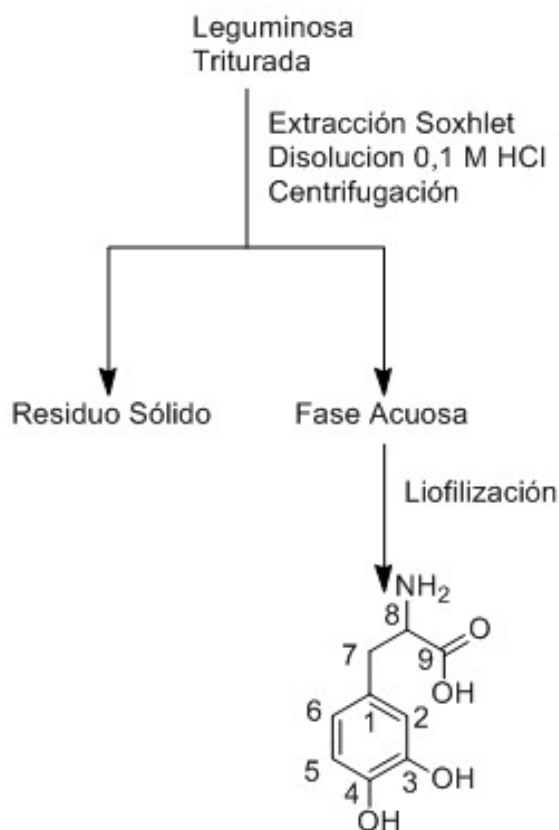 Leguminosa
Triturada
Extracción Soxhlet
Disolucion 0,1 M HCl
Centrifugación
Residuo Sólido
Fase Acuosa
Liofilización
NH2
8
O
7
9
OH
6
1
2
5
3
OH
4
OH